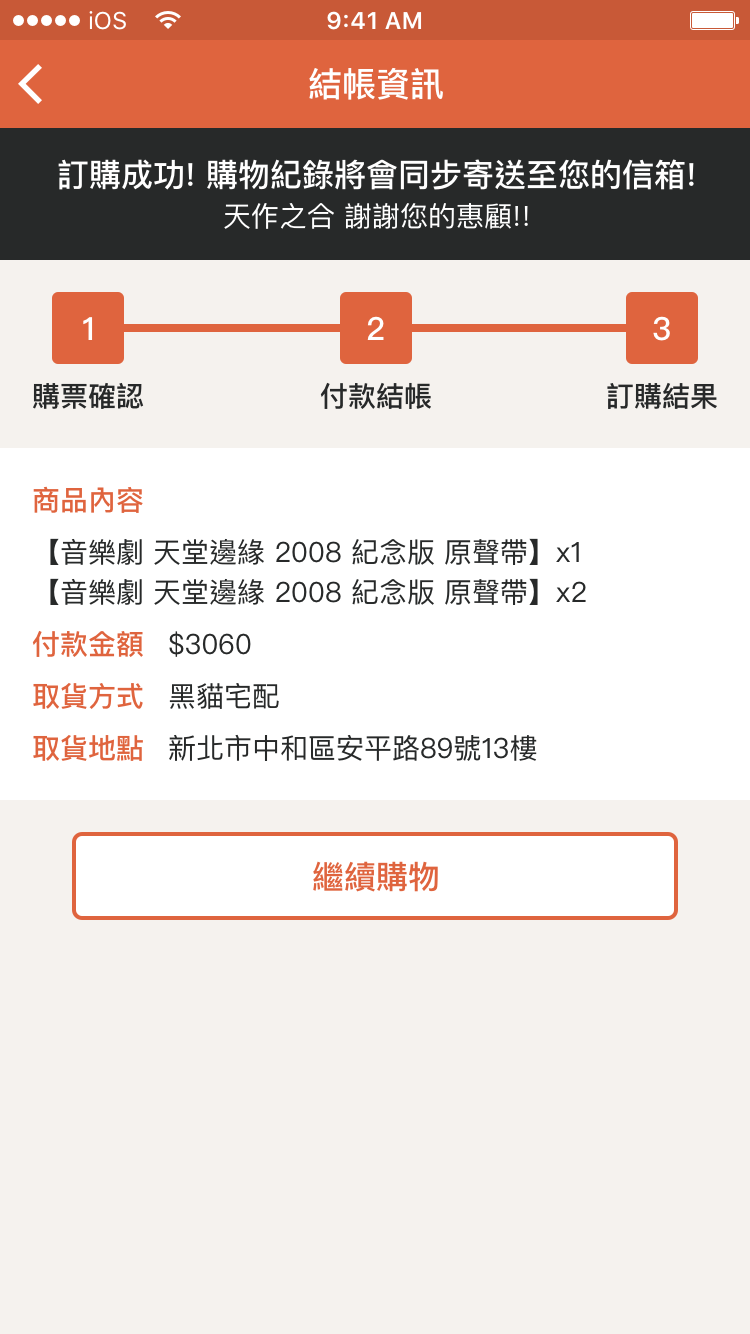 iOS 9:41 AM
結帳資訊
訂購成功! 購物紀錄將會同步寄送至您的信箱!
天作之合 謝謝您的惠顧!!
1 2 3
購票確認 付款結帳 訂購結果
商品內容
【音樂劇 天堂邊緣 2008 紀念版 原聲帶】x1
【音樂劇 天堂邊緣 2008 紀念版 原聲帶】x2
付款金額 $3060
取貨方式 黑貓宅配
取貨地點 新北市中和區安平路89號13樓
繼續購物